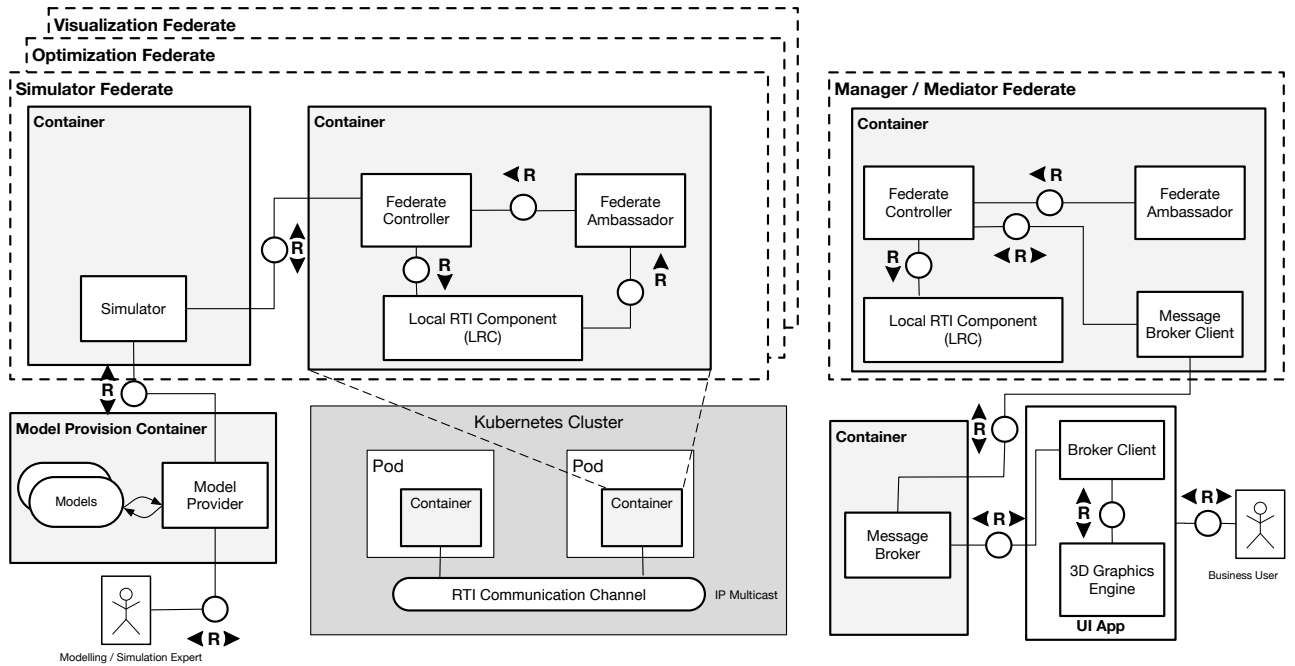 Visualization Federate
Optimization Federate
Simulator Federate
Container
Simulator
R
Container
Federate
Controller
R
Federate
Ambassador
R
R
Local RTI Component
(LRC)
R
Model Provision Container
Models
Model
Provider
R
Modelling / Simulation Expert
Kubernetes Cluster
Pod
Container
Pod
Container
RTI Communication Channel
IP Multicast
Manager / Mediator Federate
Container
Federate
Controller
R
Federate
Ambassador
R
R
Local RTI Component
(LRC)
Message
Broker Client
R
Container
Message
Broker
R
Broker Client
R
3D Graphics
Engine
UI App
R
Business User